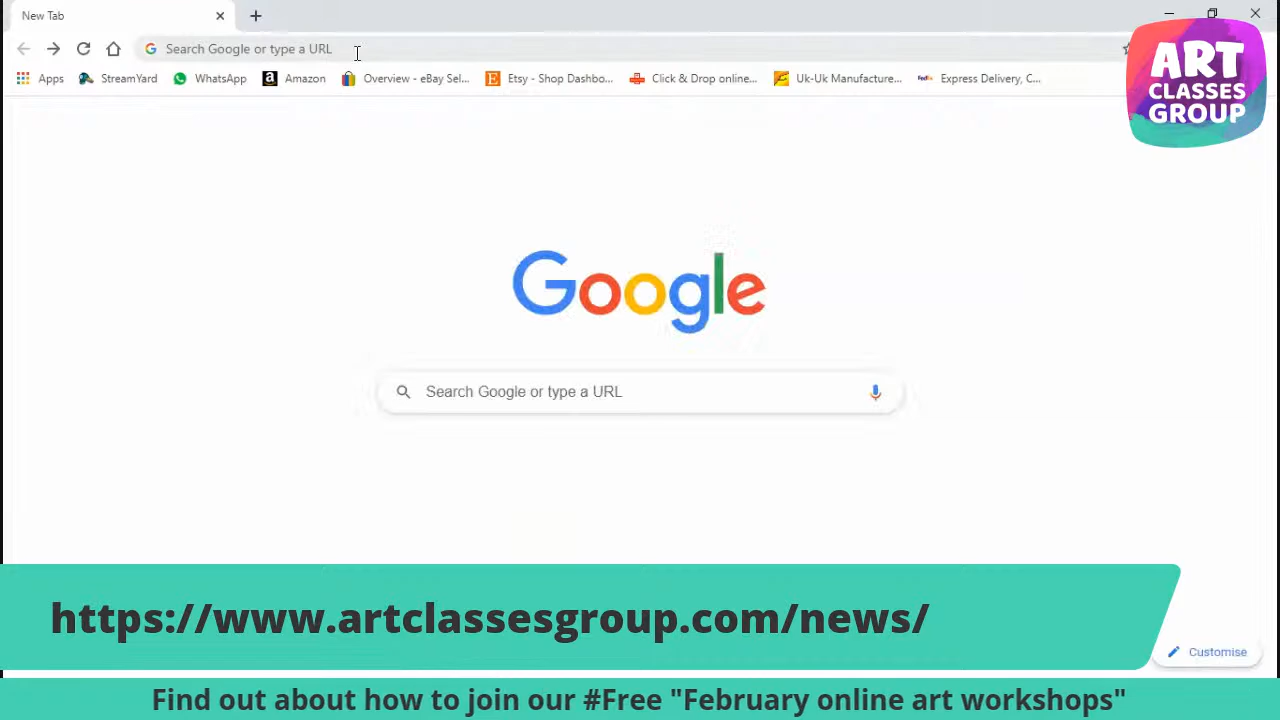 New Tab
Search Google or type a URL
Apps StreamYard WhatsApp Amazon Overview - eBay Sel... Etsy - Shop Dashbo... Click & Drop online... Uk-Uk Manufacture... FedEx Express Delivery, C...
ART
CLASSES
GROUP
Google
Search Google or type a URL
https://www.artclassesgroup.com/news/
Customise
Find out about how to join our #Free "February online art workshops"